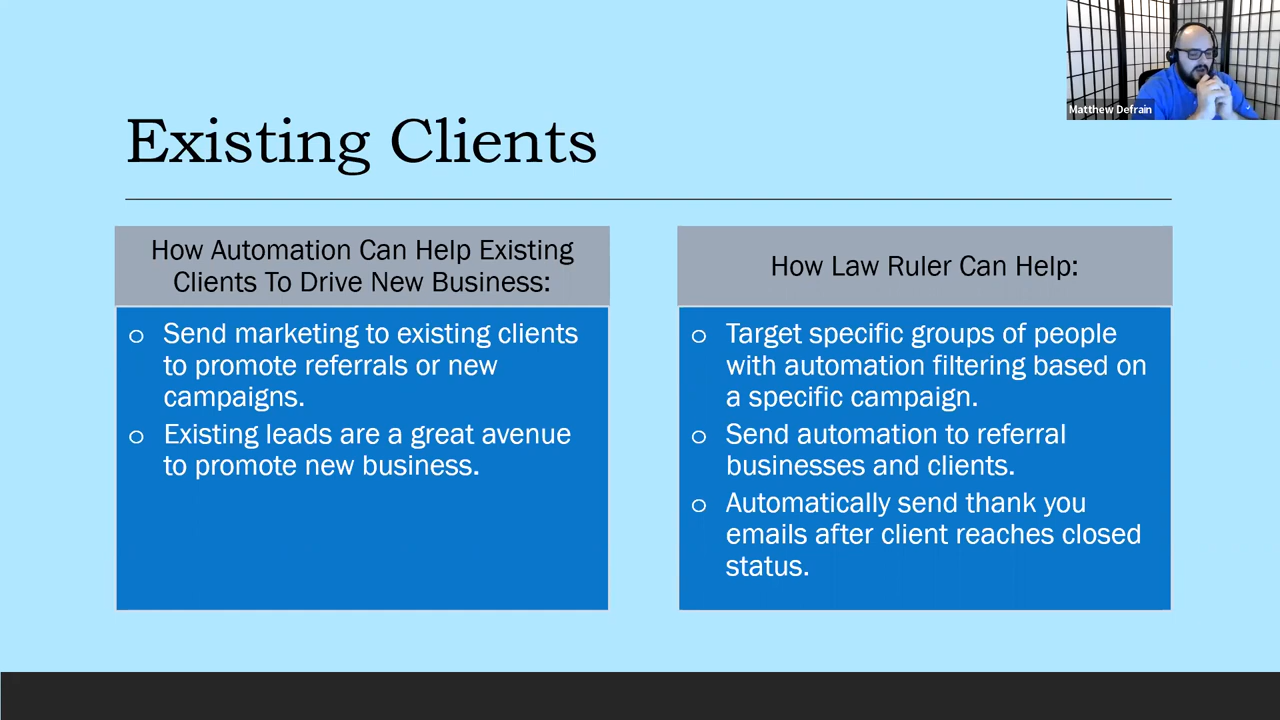 Matthew Defrain
Existing Clients
How Automation Can Help Existing
Clients To Drive New Business:
o Send marketing to existing clients
to promote referrals or new
campaigns.
o Existing leads are a great avenue
to promote new business.
How Law Ruler Can Help:
o Target specific groups of people
with automation filtering based on
a specific campaign.
o Send automation to referral
businesses and clients.
o Automatically send thank you
emails after client reaches closed
status.